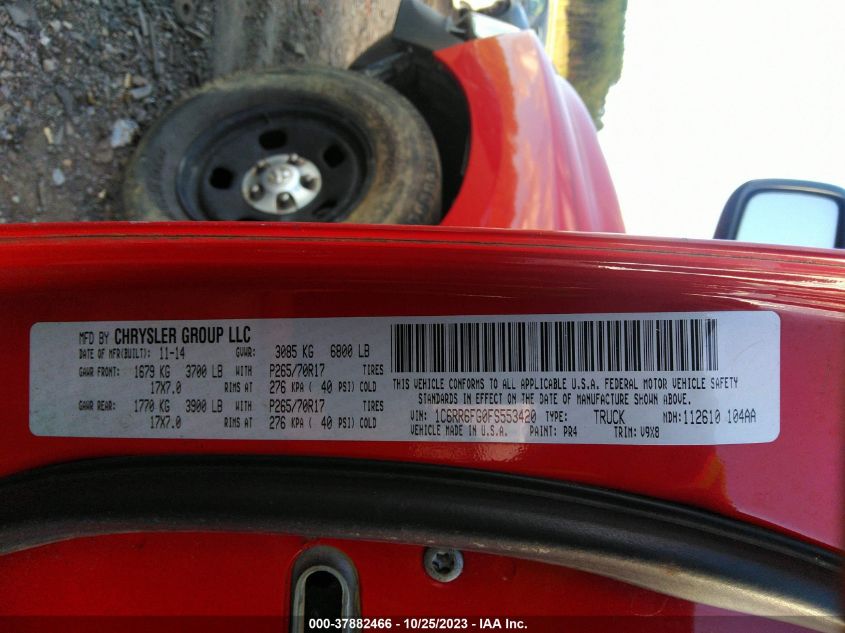 MFD BY CHRYSLER GROUP LLC
DATE OF MFR(BUILT): 11-14 GVWR: 3085 KG 6800 LB
GAWR FRONT: 1679 KG 3700 LB WITH P265/70R17 TIRES
17X7.0 RIMS AT 276 KPA ( 40 PSI) COLD
GAWR REAR: 1770 KG 3900 LB WITH P265/70R17 TIRES
17X7.0 RIMS AT 276 KPA ( 40 PSI) COLD
THIS VEHICLE CONFORMS TO ALL APPLICABLE U.S.A. FEDERAL MOTOR VEHICLE SAFETY
STANDARDS IN EFFECT ON THE DATE OF MANUFACTURE SHOWN ABOVE.
VIN: 1C6RR6FG0FS553420 TYPE: TRUCK NDH:112610 104AA
VEHICLE MADE IN U.S.A. PAINT: PR4 TRIM: V9X8
000-37882466 - 10/25/2023 - IAA Inc.